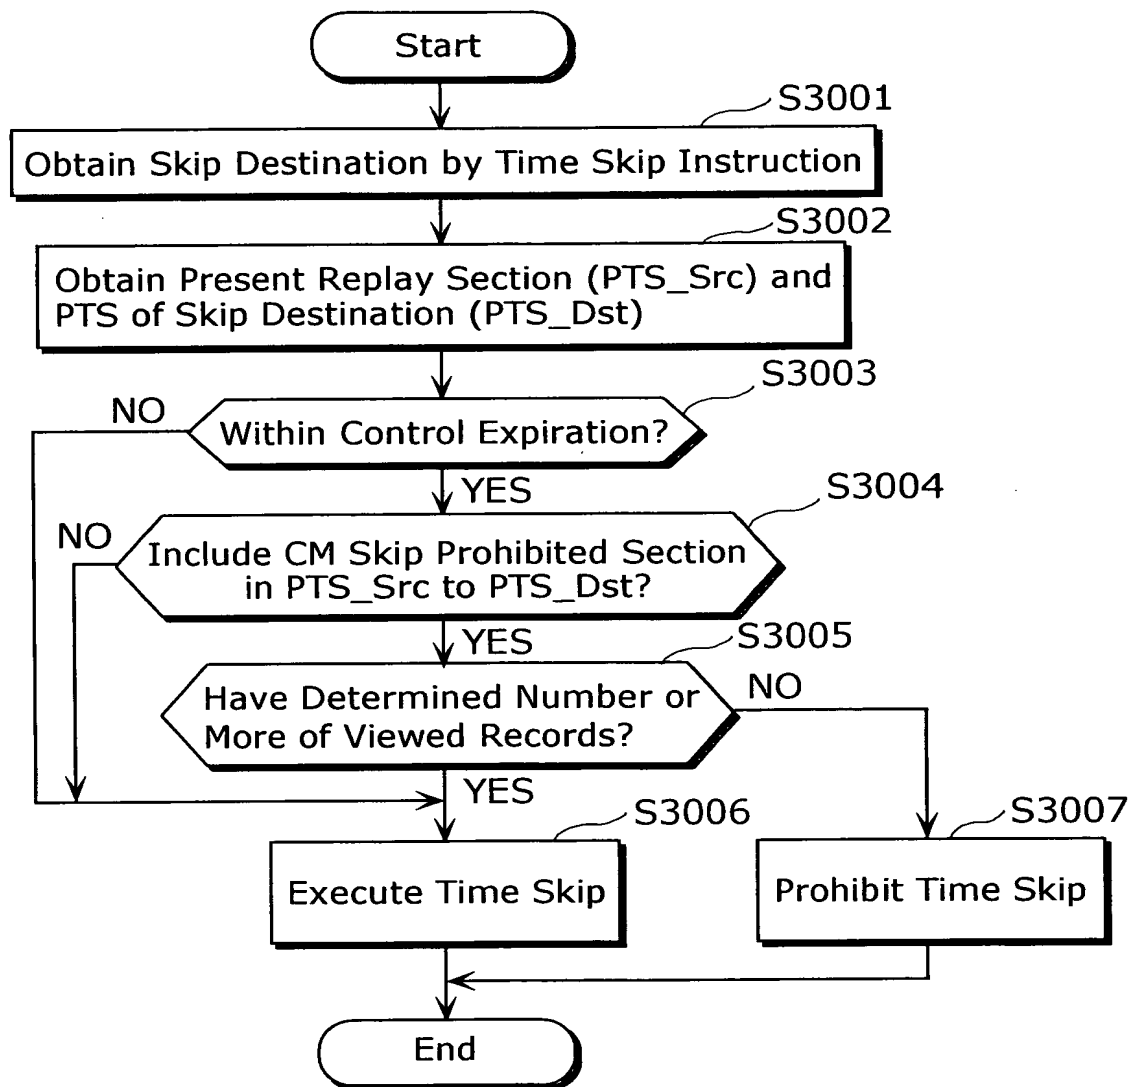 Start
S3001
Obtain Skip Destination by Time Skip Instruction
S3002
Obtain Present Replay Section (PTS_Src) and
PTS of Skip Destination (PTS_Dst)
S3003
NO
Within Control Expiration?
YES
S3004
NO
Include CM Skip Prohibited Section
in PTS_Src to PTS_Dst?
YES
S3005
Have Determined Number or
More of Viewed Records?
NO
YES
S3006
S3007
Execute Time Skip
Prohibit Time Skip
End